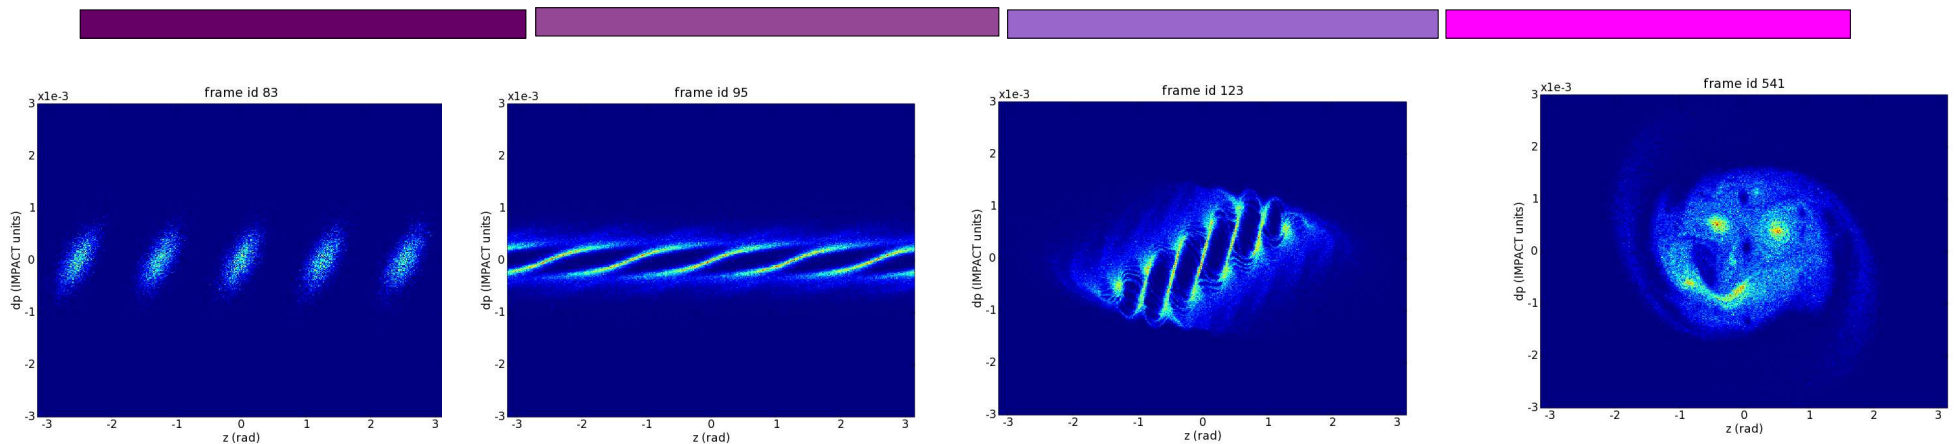 frame id 83
x1e-3
3
2
1
0
-1
-2
-3
dp (IMPACT units)
-3 -2 -1 0 1 2 3
z (rad)
frame id 95
x1e-3
3
2
1
0
-1
-2
-3
dp (IMPACT units)
-3 -2 -1 0 1 2 3
z (rad)
frame id 123
x1e-3
3
2
1
0
-1
-2
-3
dp (IMPACT units)
-3 -2 -1 0 1 2 3
z (rad)
frame id 541
x1e-3
3
2
1
0
-1
-2
-3
dp (IMPACT units)
-3 -2 -1 0 1 2 3
z (rad)